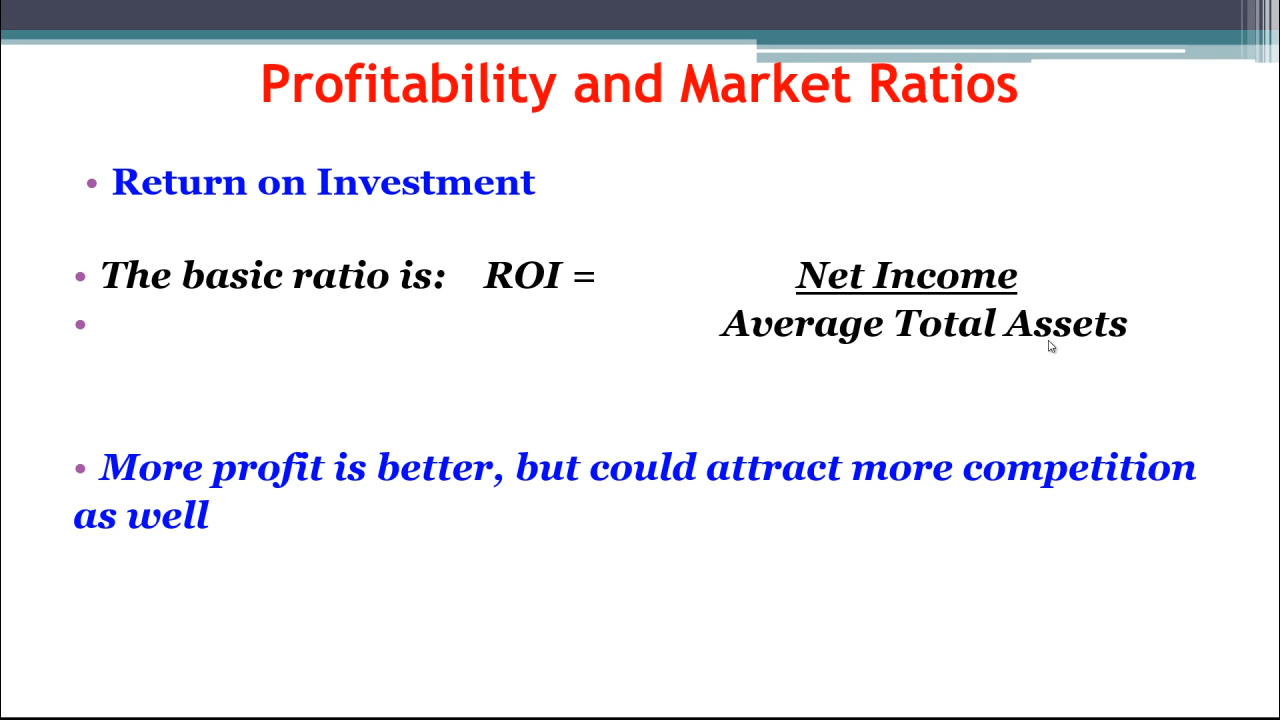 Profitability and Market Ratios
• Return on Investment
• The basic ratio is: ROI = Net Income
• Average Total Assets
• More profit is better, but could attract more competition
as well